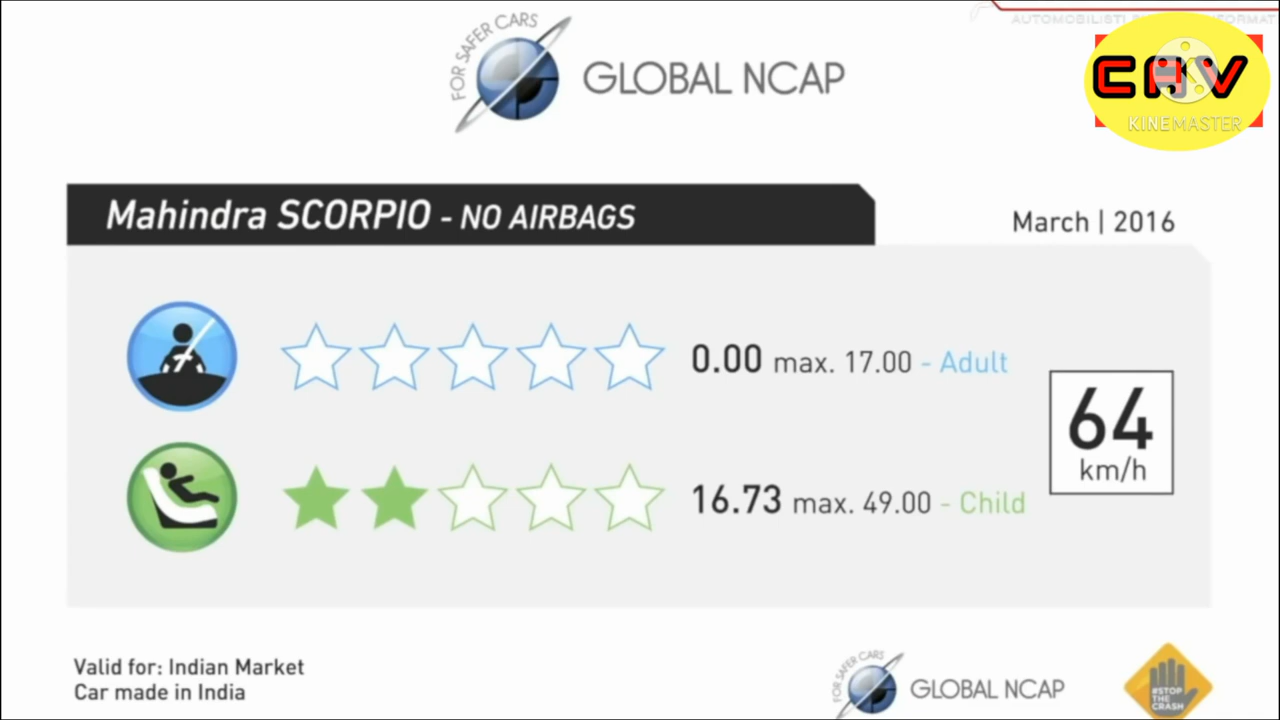 FOR SAFER CARS
GLOBAL NCAP
CAV
KINEMASTER
Mahindra SCORPIO - NO AIRBAGS
March | 2016
0.00 max. 17.00 - Adult
16.73 max. 49.00 - Child
64
km/h
Valid for: Indian Market
Car made in India
FOR SAFER CARS
GLOBAL NCAP
#STOP
THE
CRASH